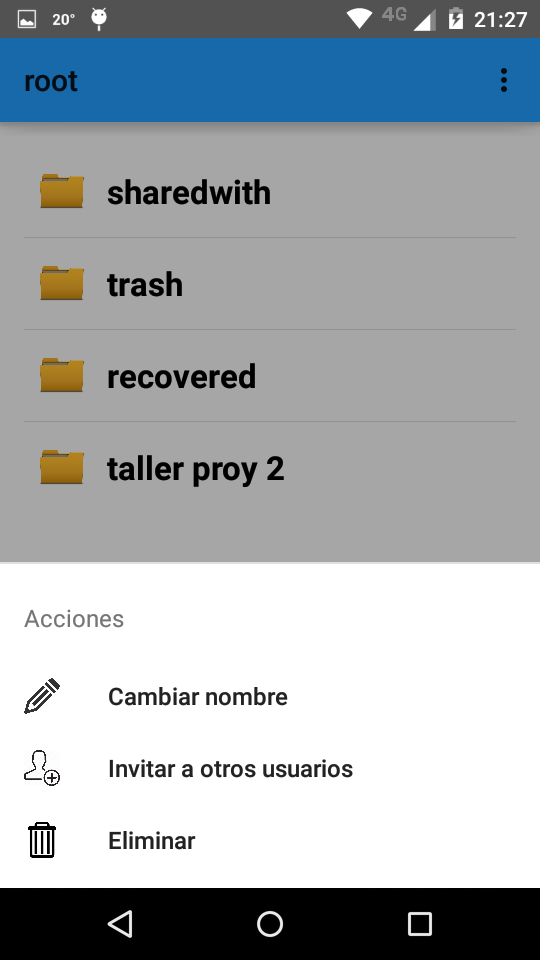 20°
4G
21:27
root
sharedwith
trash
recovered
taller proy 2
Acciones
Cambiar nombre
Invitar a otros usuarios
Eliminar